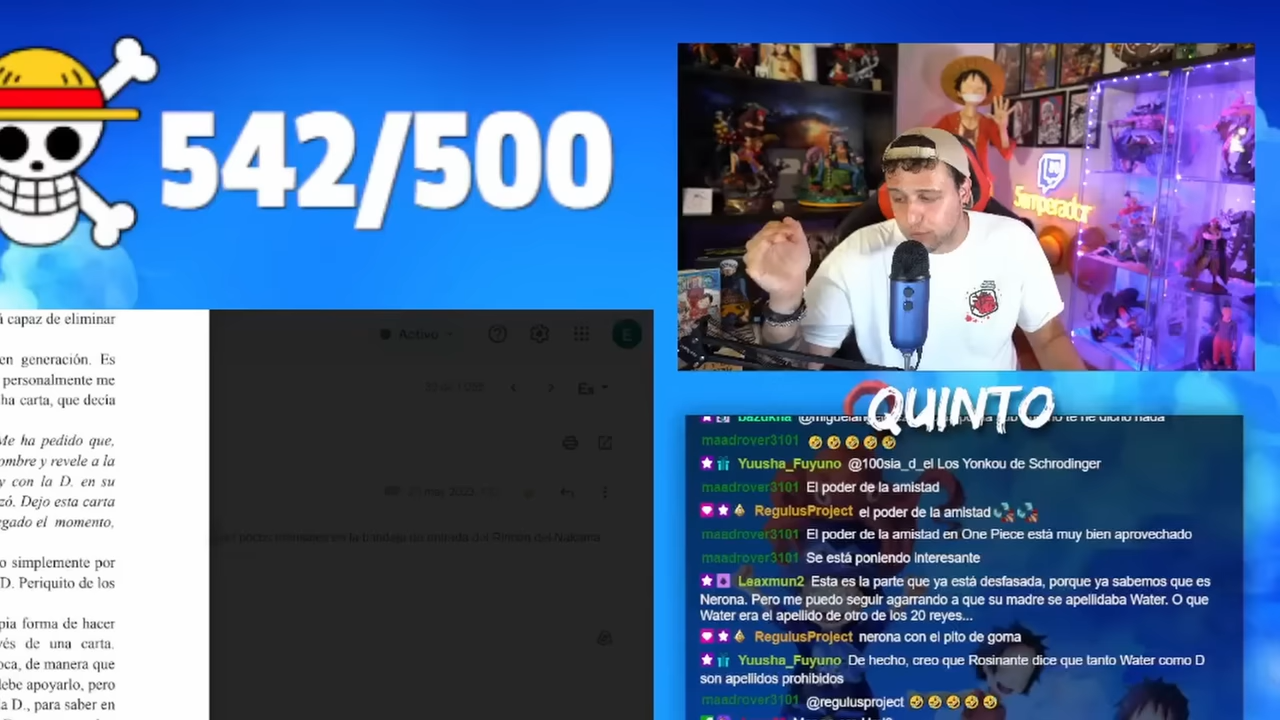 542/500
5imperador
á capaz de eliminar
en generación. Es
personalmente me
ha carta, que decía
Me ha pedido que,
ombre y revele a la
y con la D. en su
zó. Dejo esta carta
egado el momento,
o simplemente por
D. Periquito de los
pia forma de hacer
vés de una carta.
oca, de manera que
debe apoyarlo, pero
la D., para saber en
Activo
E
QUINTO
bazukha
maadrover3101 🤣🤣🤣🤣🤣
Yuusha_Fuyuno @100sia_d_el Los Yonkou de Schrodinger
maadrover3101 El poder de la amistad
RegulusProject el poder de la amistad
maadrover3101 El poder de la amistad en One Piece está muy bien aprovechado
maadrover3101 Se está poniendo interesante
Leaxmun2 Esta es la parte que ya está desfasada, porque ya sabemos que es
Nerona. Pero me puedo seguir agarrando a que su madre se apellidaba Water. O que
Water era el apellido de otro de los 20 reyes...
RegulusProject nerona con el pito de goma
Yuusha_Fuyuno De hecho, creo que Rosinante dice que tanto Water como D
son apellidos prohibidos
maadrover3101 @regulusproject 🤣🤣🤣🤣🤣